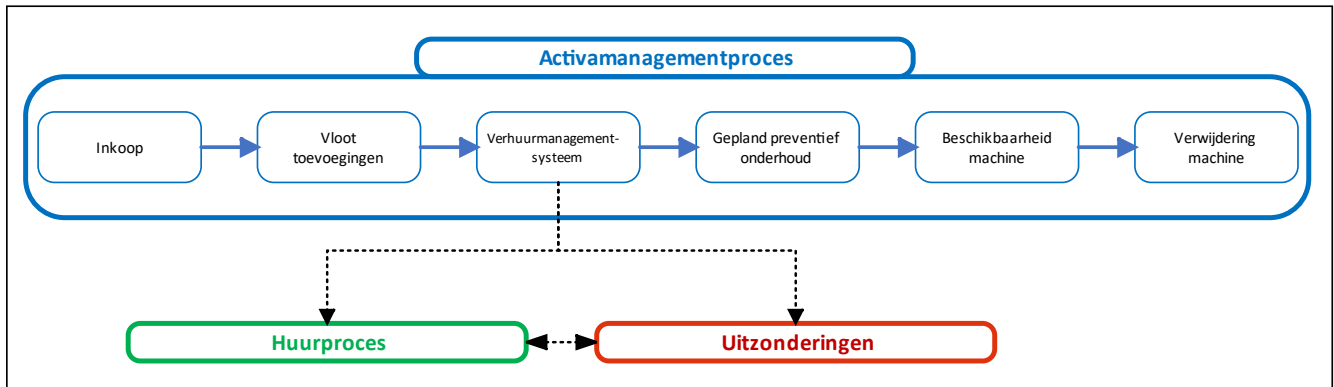 Activamanagementproces
Inkoop
Vloot
toevoegingen
Verhuurmanagement-
systeem
Gepland preventief
onderhoud
Beschikbaarheid
machine
Verwijdering
machine
Huurproces
Uitzonderingen